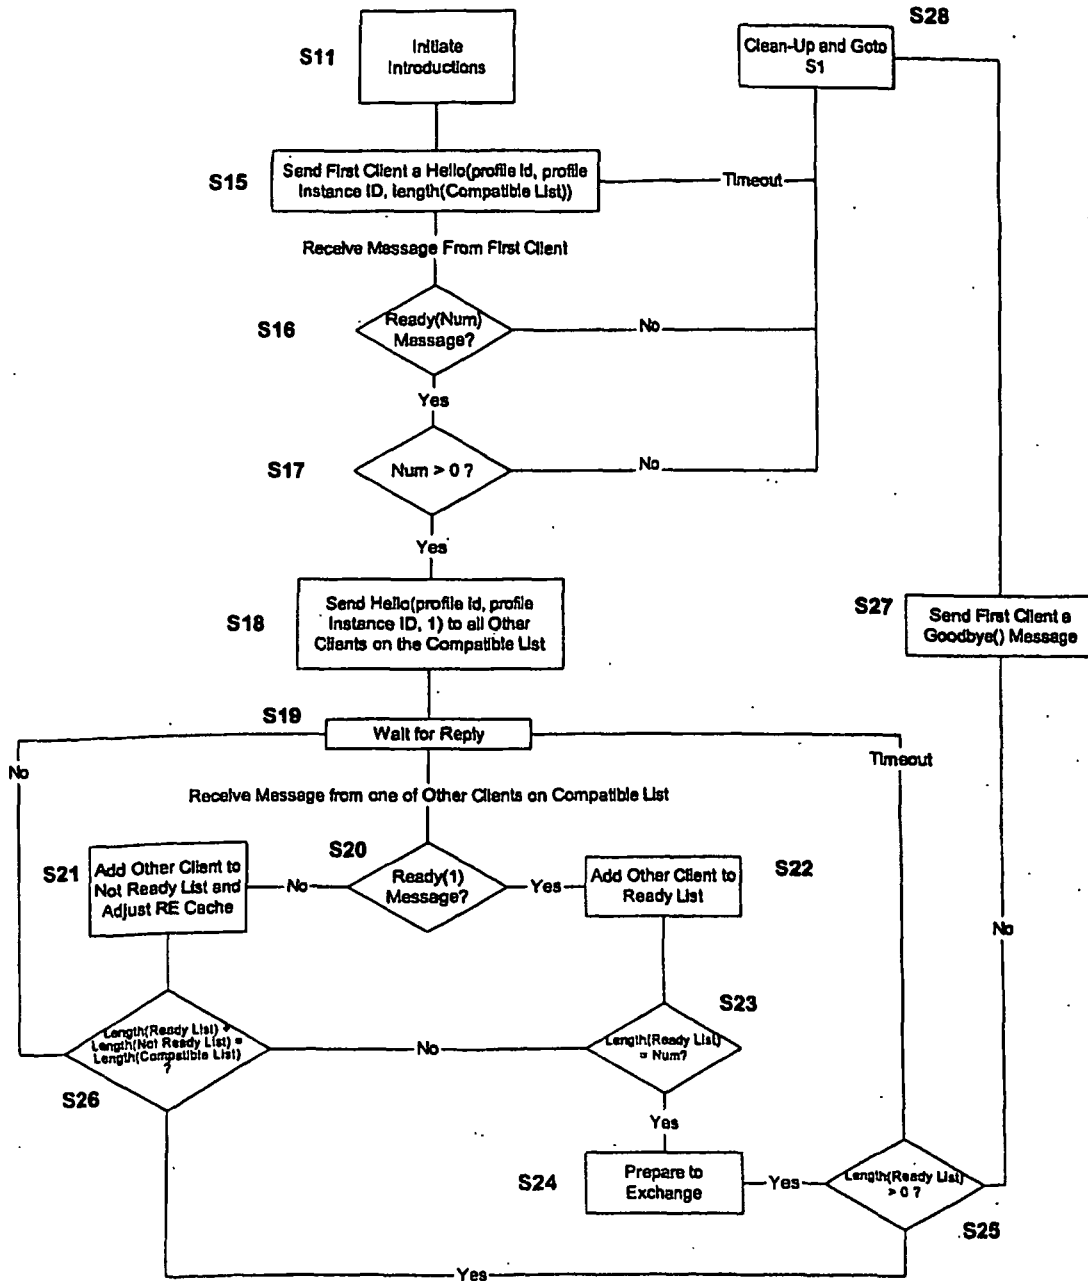 S28
S11
Initiate
Introductions
Clean-Up and Goto
S1
S15
Send First Client a Hello(profile id, profile
Instance ID, length(Compatible List))
Timeout
Receive Message From First Client
S16
Ready(Num)
Message?
No
Yes
S17
Num > 0 ?
No
Yes
S18
Send Hello(profile id, profile
Instance ID, 1) to all Other
Clients on the Compatible List
S27
Send First Client a
Goodbye() Message
S19
Wait for Reply
No
Timeout
Receive Message from one of Other Clients on Compatible List
S21
Add Other Client to
Not Ready List and
Adjust RE Cache
S20
No
Ready(1)
Message?
Yes
Add Other Client to
Ready List
S22
No
S23
Length(Ready List) +
Length(Not Ready List) =
Length(Compatible List)
?
No
Length(Ready List)
= Num?
S26
Yes
S24
Prepare to
Exchange
Yes
Length(Ready List)
> 0 ?
S25
Yes